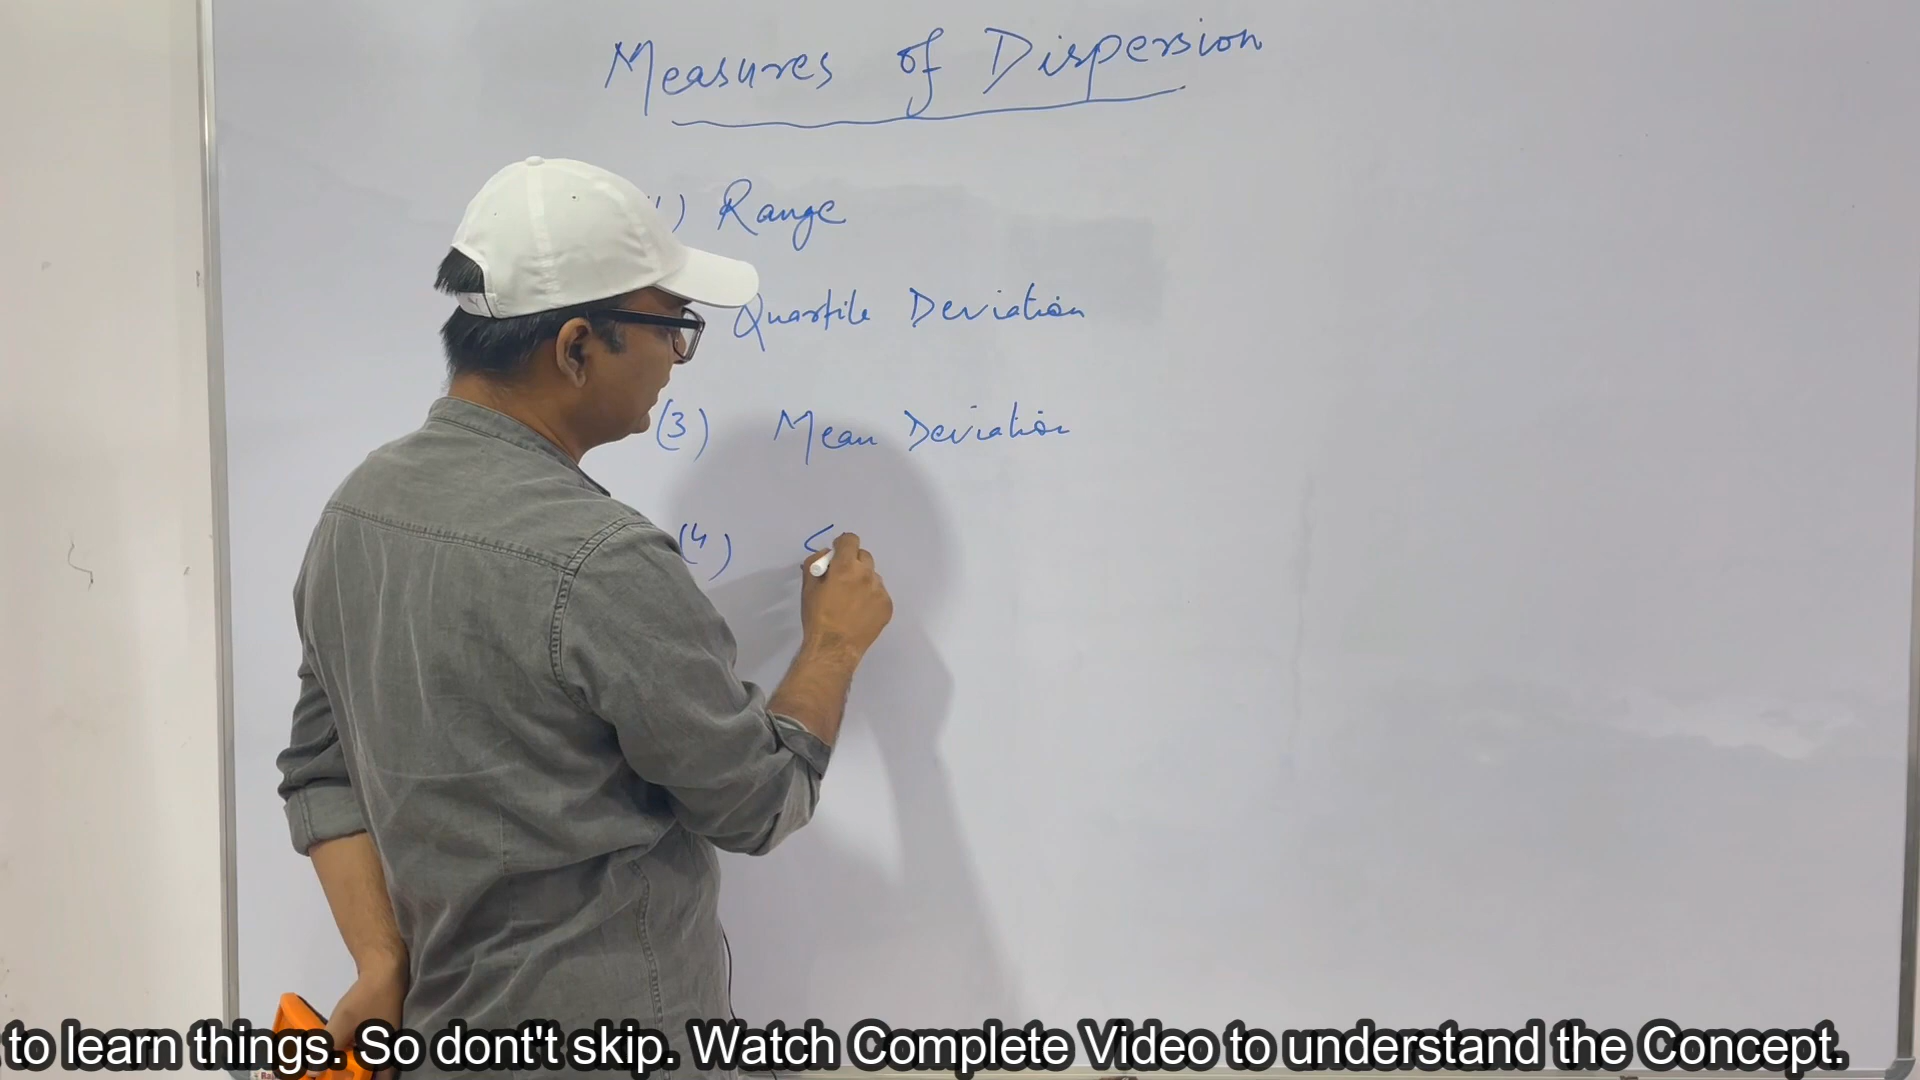 Measures of Dispersion
1) Range
Quartile Deviation
(3) Mean Deviation
(4) S
to learn things. So dont't skip. Watch Complete Video to understand the Concept.